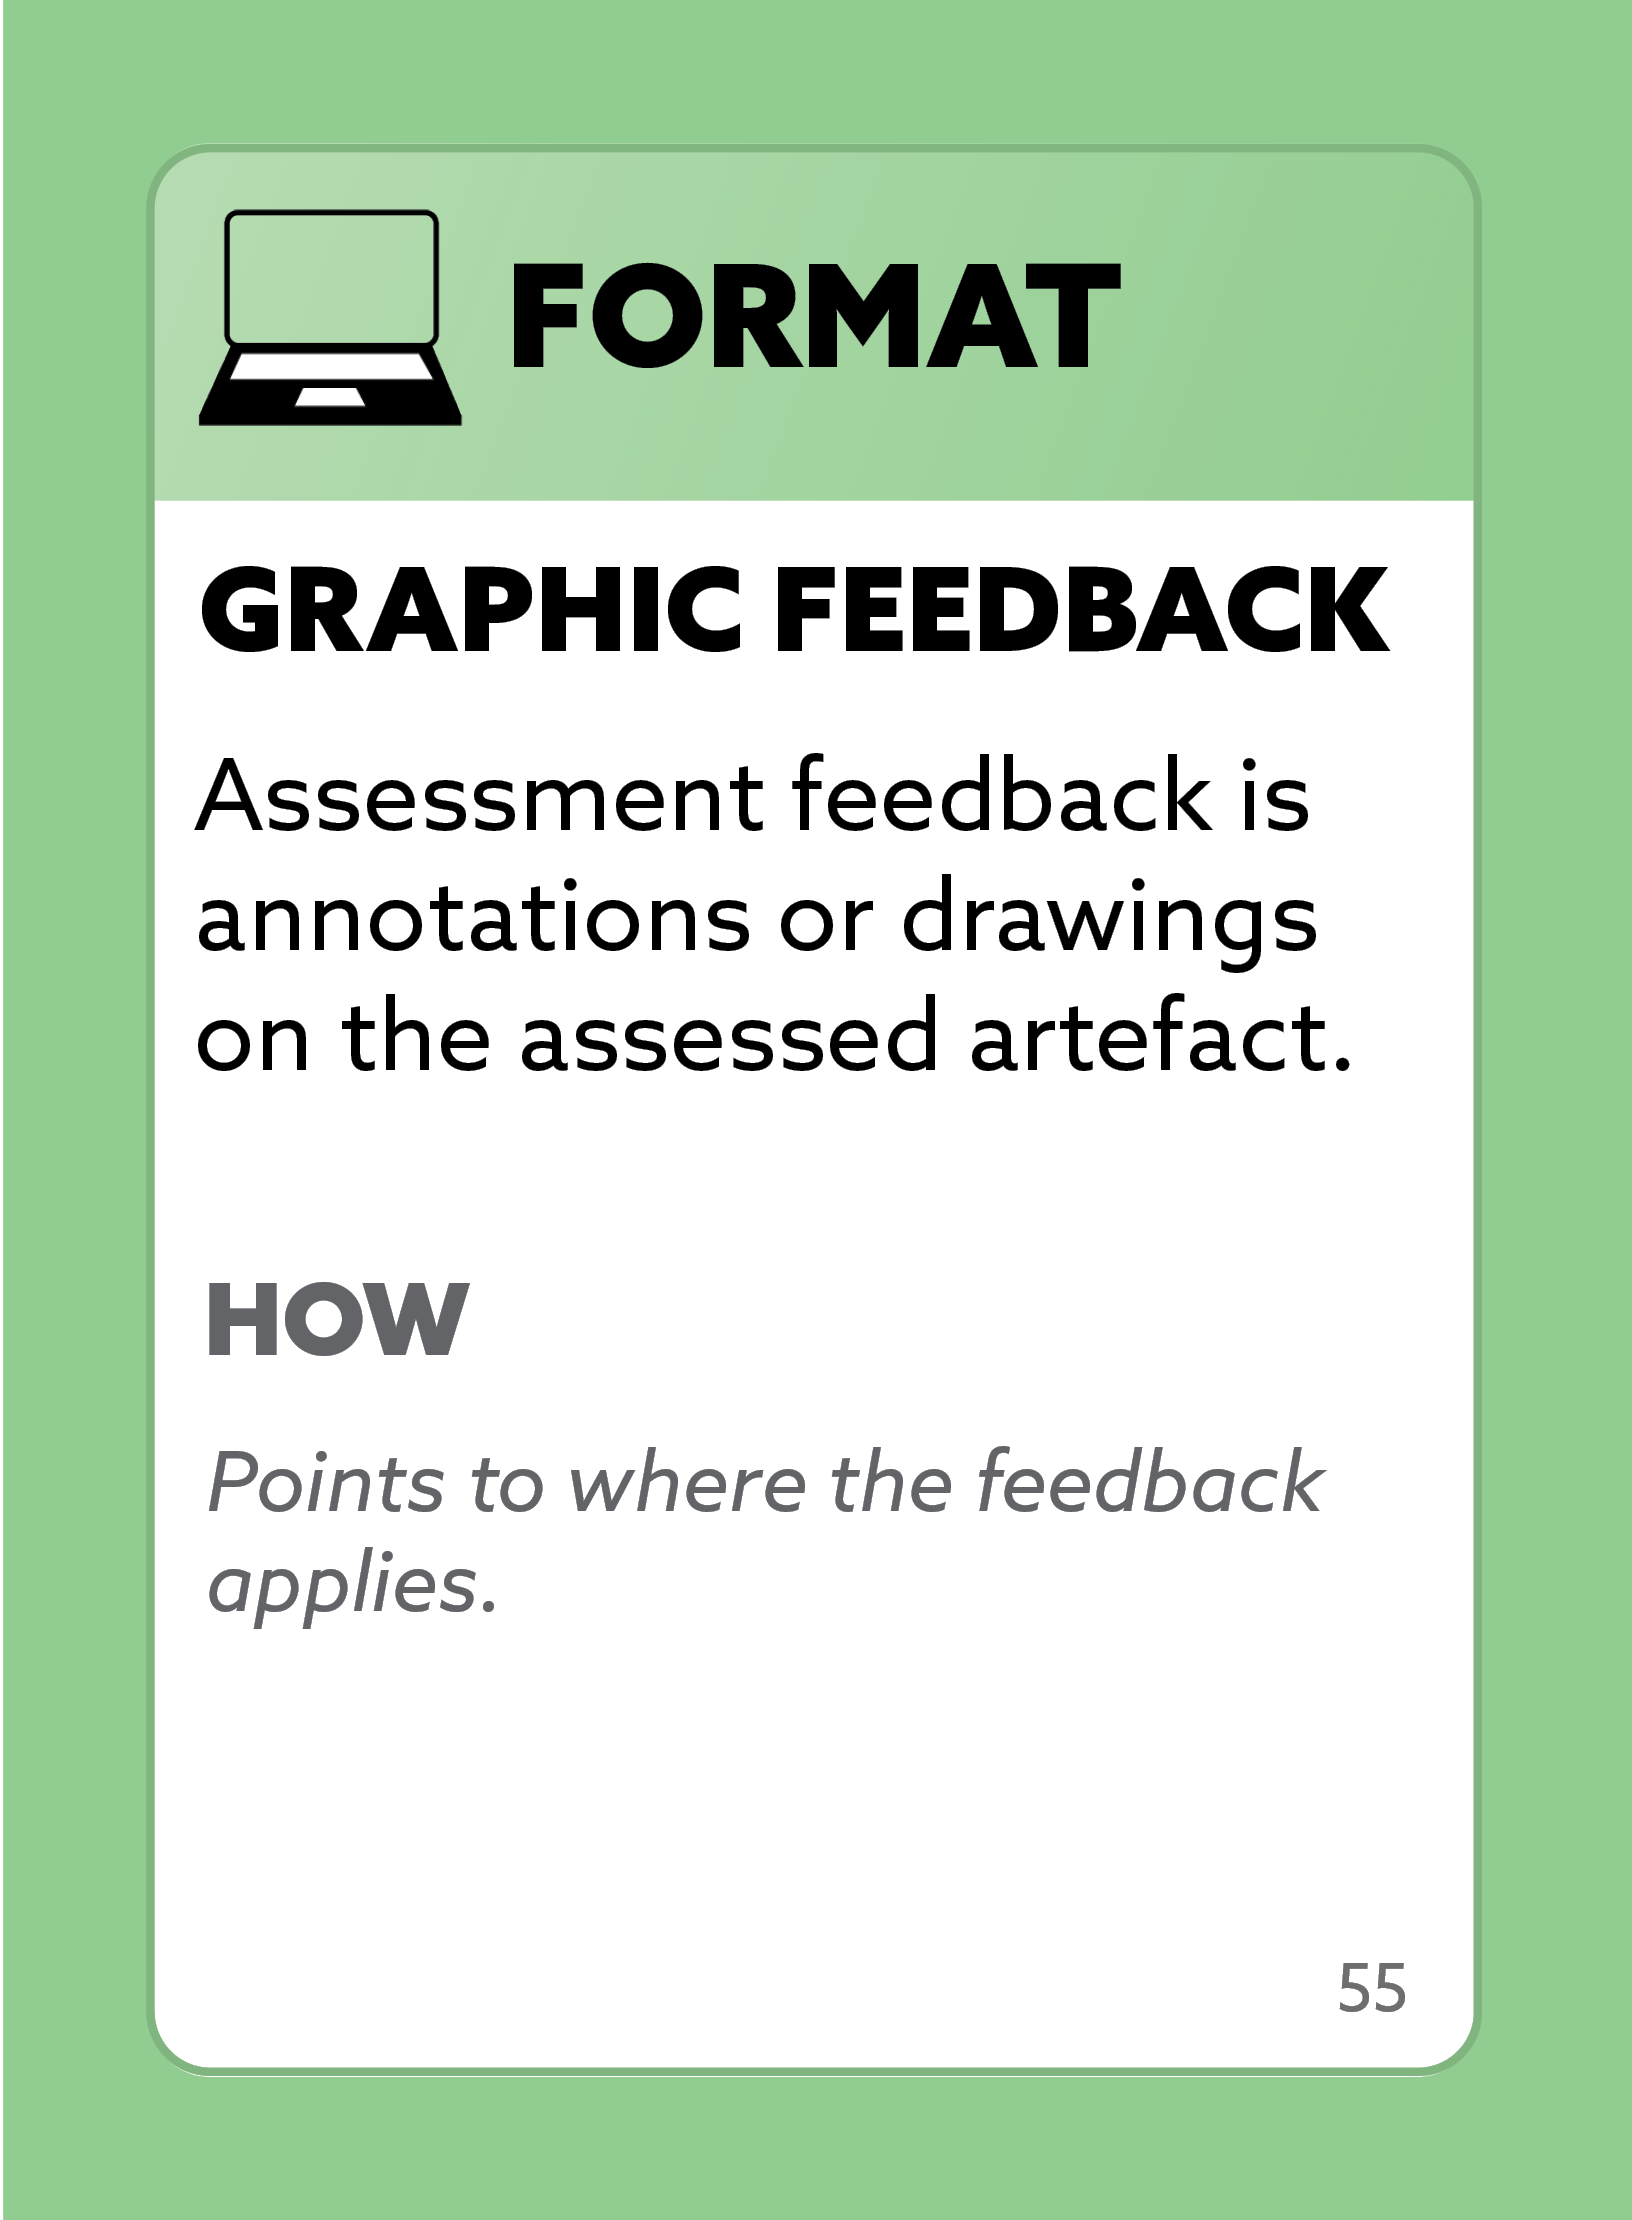 FORMAT
GRAPHIC FEEDBACK
Assessment feedback is
annotations or drawings
on the assessed artefact.
HOW
Points to where the feedback
applies.
55